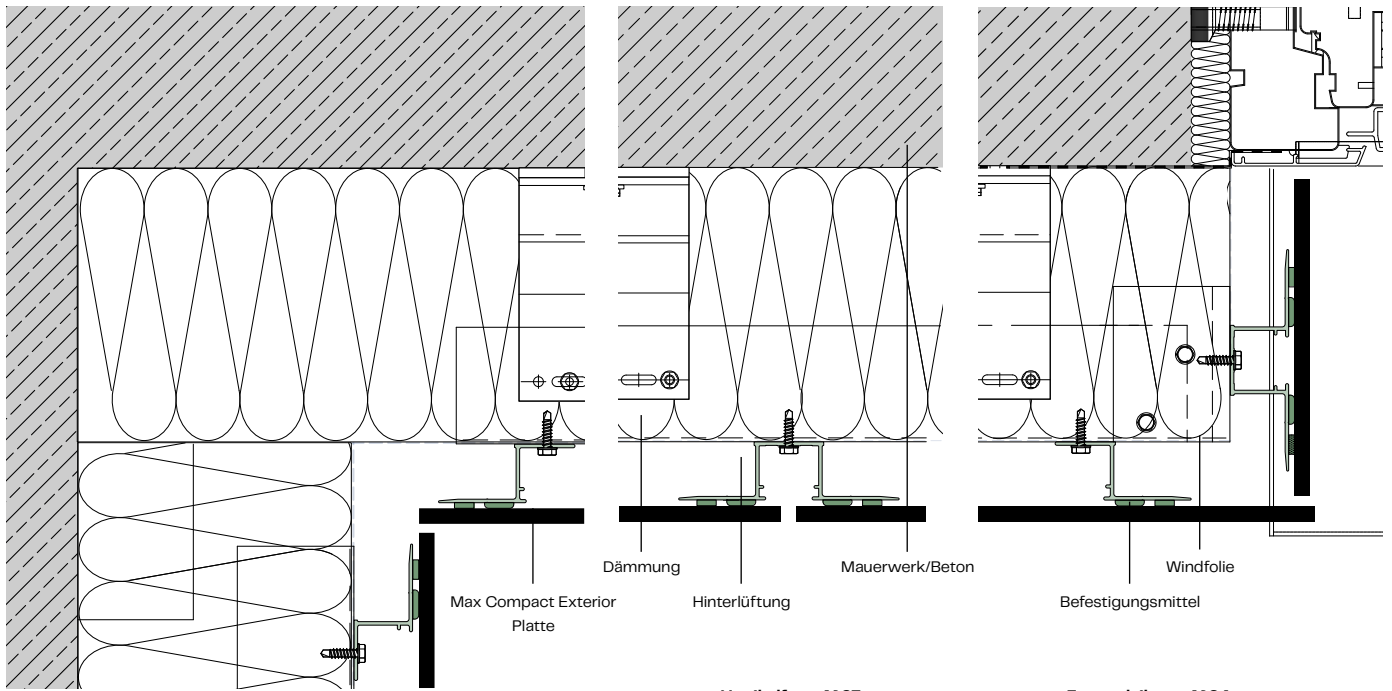 Dämmung
Mauerwerk/Beton
Windfolie
Max Compact Exterior
Platte
Hinterlüftung
Befestigungsmittel